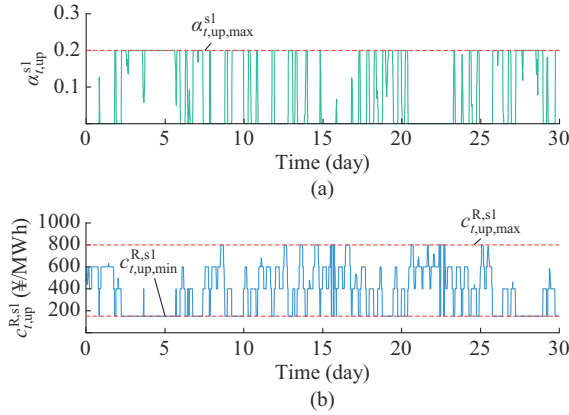 α^{s1}_{t,up,max}
0.2
0.1
α^{s1}_{t,up}
0 5 10 15 20 25 30
Time (day)
(a)
1000
800
600
400
200
c^{R,s1}_{t,up} (¥/MWh)
c^{R,s1}_{t,up,max}
c^{R,s1}_{t,up,min}
0 5 10 15 20 25 30
Time (day)
(b)